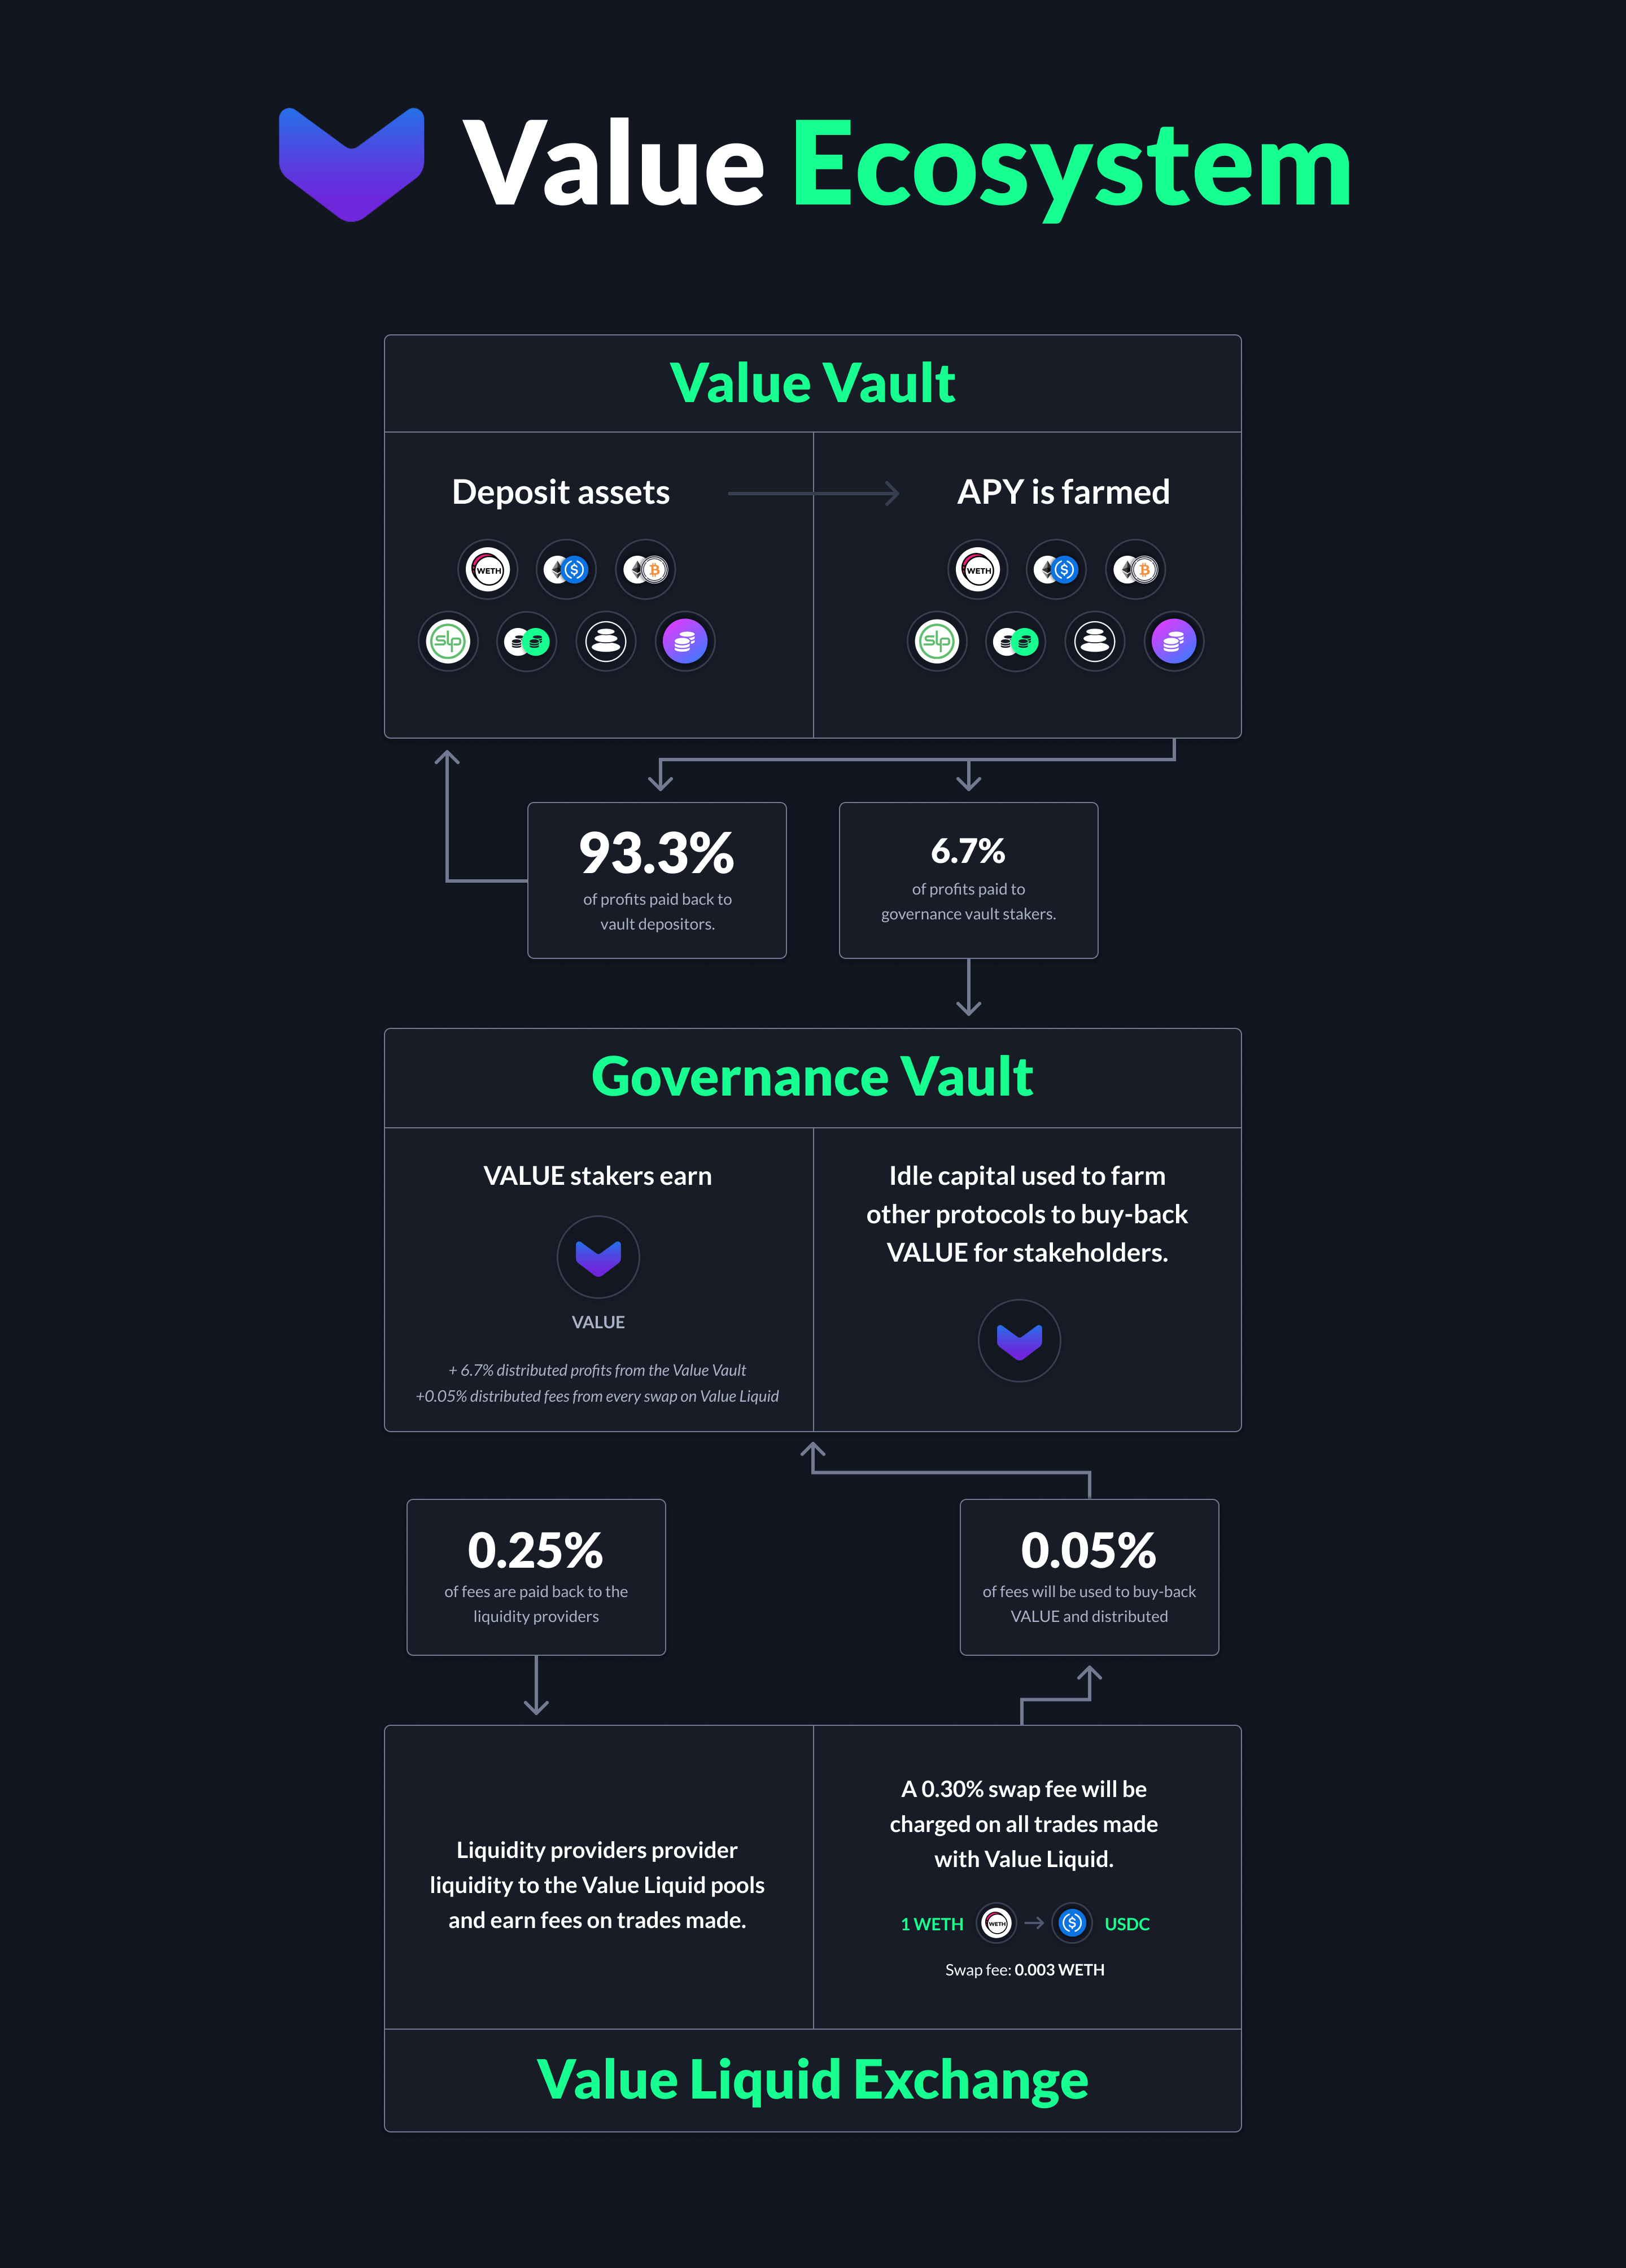 Value Ecosystem
Value Vault
Deposit assets
WETH
slp
APY is farmed
WETH
slp
93.3%
of profits paid back to
vault depositors.
6.7%
of profits paid to
governance vault stakers.
Governance Vault
VALUE stakers earn
VALUE
+ 6.7% distributed profits from the Value Vault
+0.05% distributed fees from every swap on Value Liquid
Idle capital used to farm
other protocols to buy-back
VALUE for stakeholders.
0.25%
of fees are paid back to the
liquidity providers
0.05%
of fees will be used to buy-back
VALUE and distributed
Liquidity providers provider
liquidity to the Value Liquid pools
and earn fees on trades made.
A 0.30% swap fee will be
charged on all trades made
with Value Liquid.
1 WETH WETH USDC
Swap fee: 0.003 WETH
Value Liquid Exchange